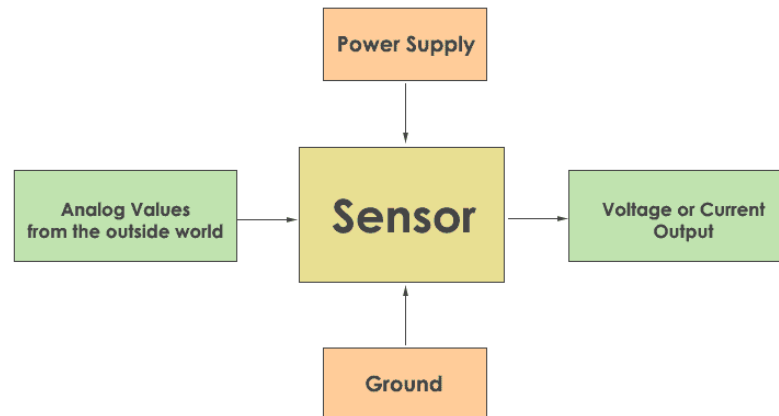 Power Supply
Analog Values
from the outside world
Sensor
Voltage or Current
Output
Ground